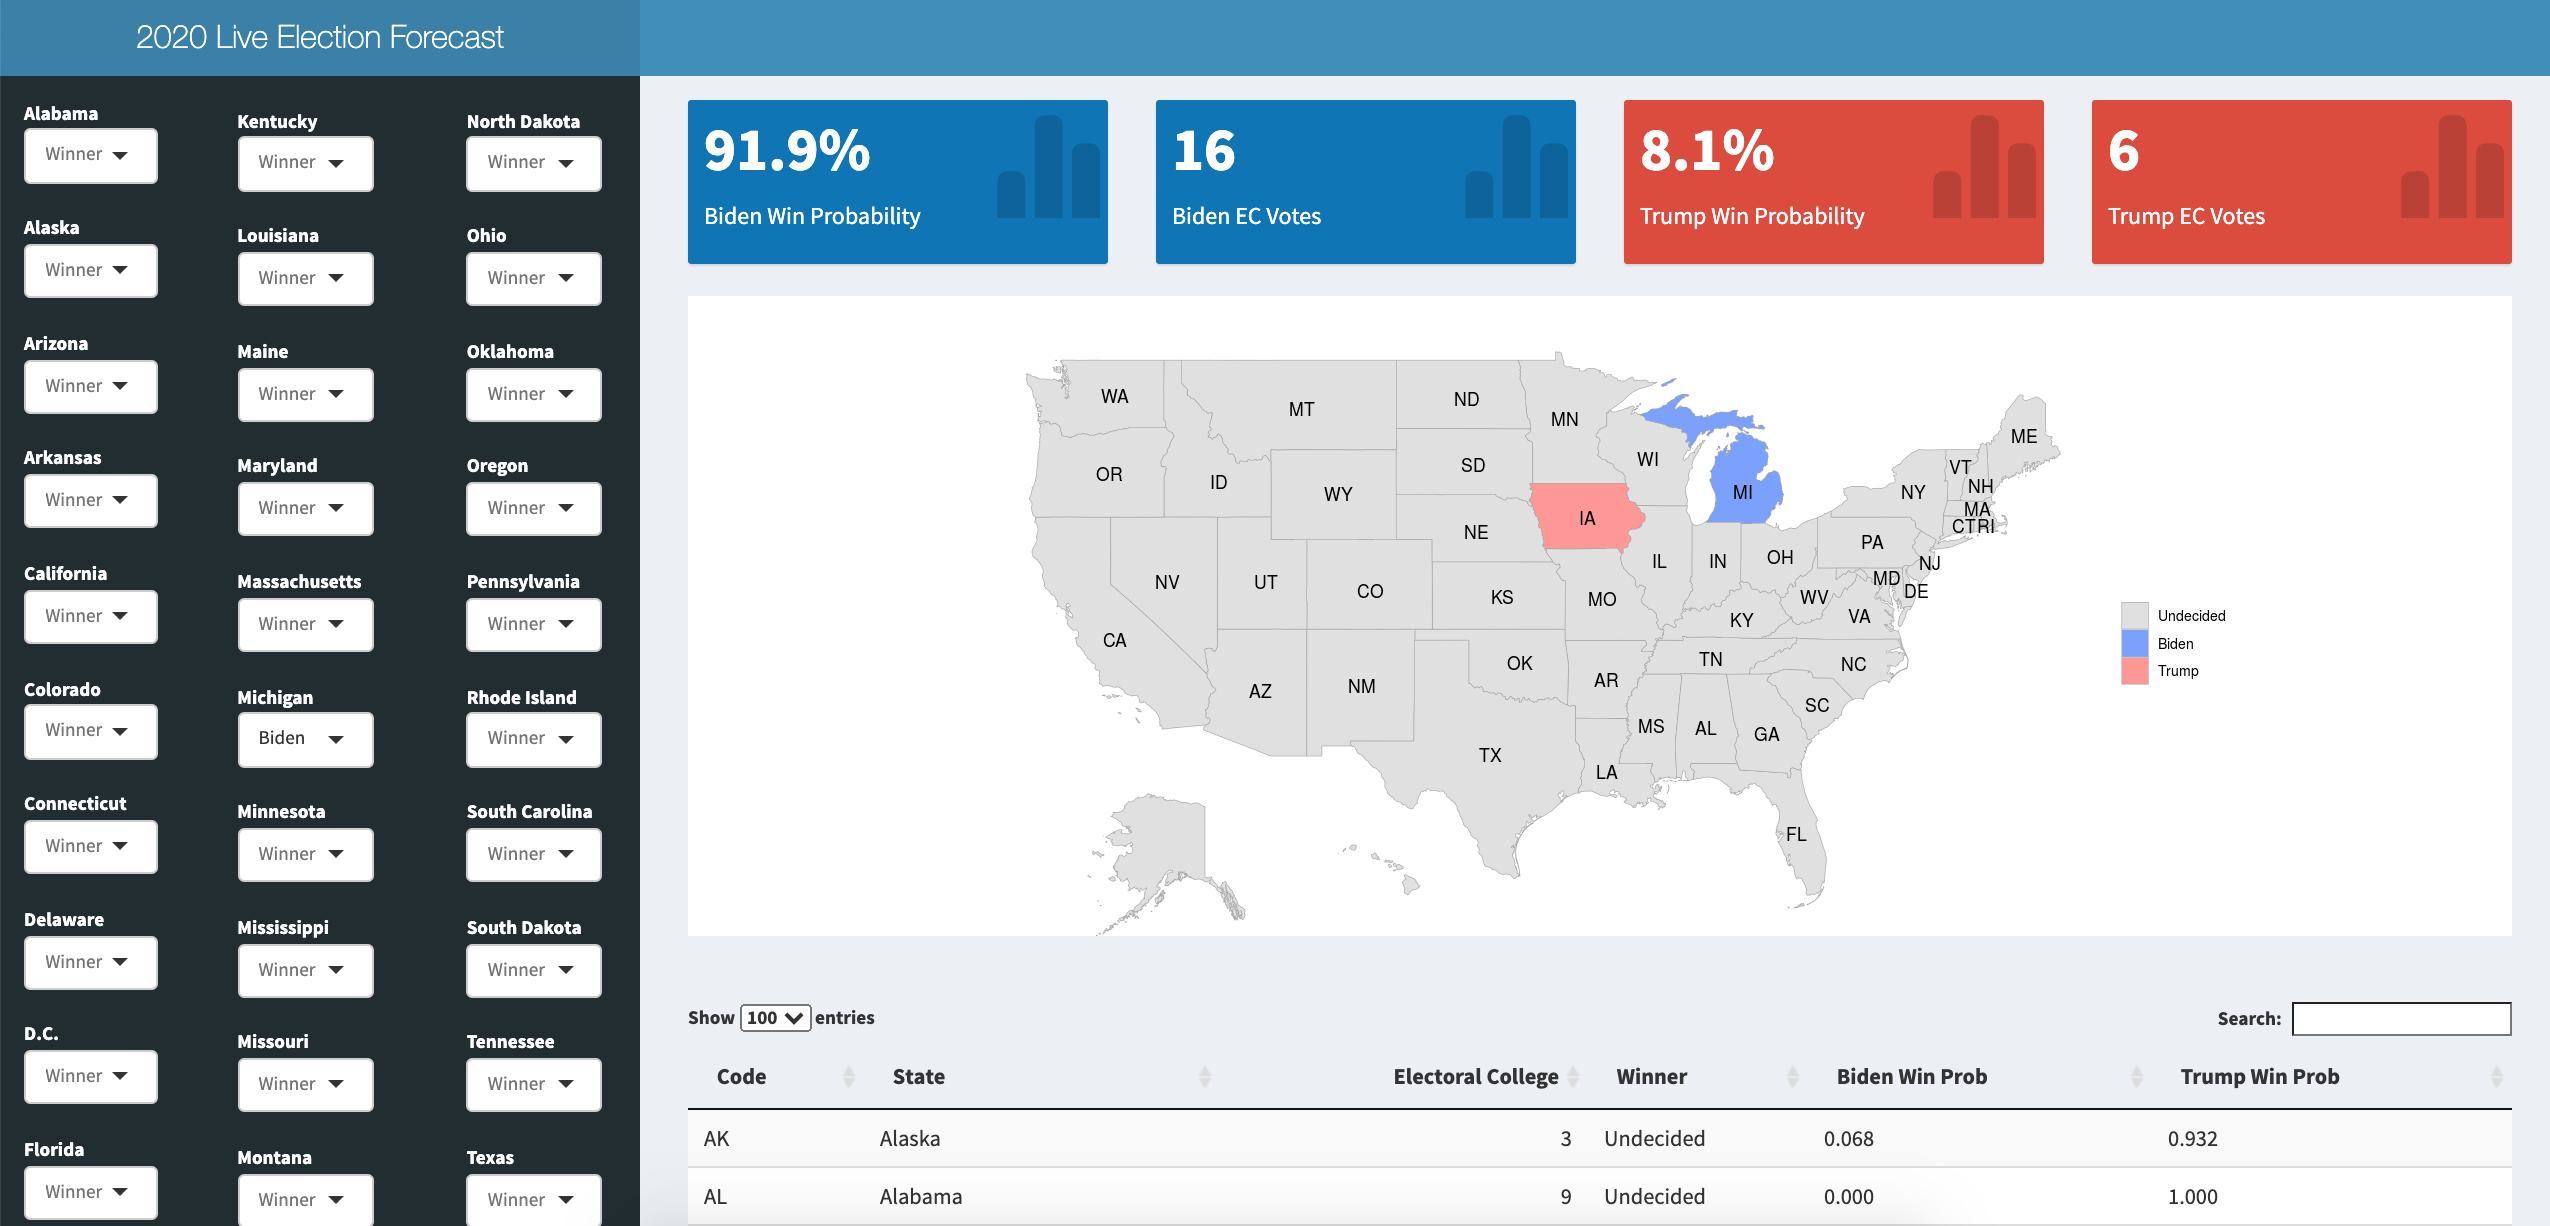 2020 Live Election Forecast
Alabama
Winner
Alaska
Winner
Arizona
Winner
Arkansas
Winner
California
Winner
Colorado
Winner
Connecticut
Winner
Delaware
Winner
D.C.
Winner
Florida
Winner
Kentucky
Winner
Louisiana
Winner
Maine
Winner
Maryland
Winner
Massachusetts
Winner
Michigan
Biden
Minnesota
Winner
Mississippi
Winner
Missouri
Winner
Montana
Winner
North Dakota
Winner
Ohio
Winner
Oklahoma
Winner
Oregon
Winner
Pennsylvania
Winner
Rhode Island
Winner
South Carolina
Winner
South Dakota
Winner
Tennessee
Winner
Texas
Winner
91.9%
Biden Win Probability
16
Biden EC Votes
8.1%
Trump Win Probability
6
Trump EC Votes
WA
MT
ND
MN
OR
ID
WY
SD
WI
MI
NY
VT
NH
ME
MA
CT
RI
NE
IA
IL
IN
OH
PA
NJ
MD
DE
NV
UT
CO
KS
MO
KY
WV
VA
CA
AZ
NM
OK
AR
TN
NC
SC
TX
LA
MS
AL
GA
FL
Undecided
Biden
Trump
Show 100 entries
Search:
Code State Electoral College Winner Biden Win Prob Trump Win Prob
AK Alaska 3 Undecided 0.068 0.932
AL Alabama 9 Undecided 0.000 1.000